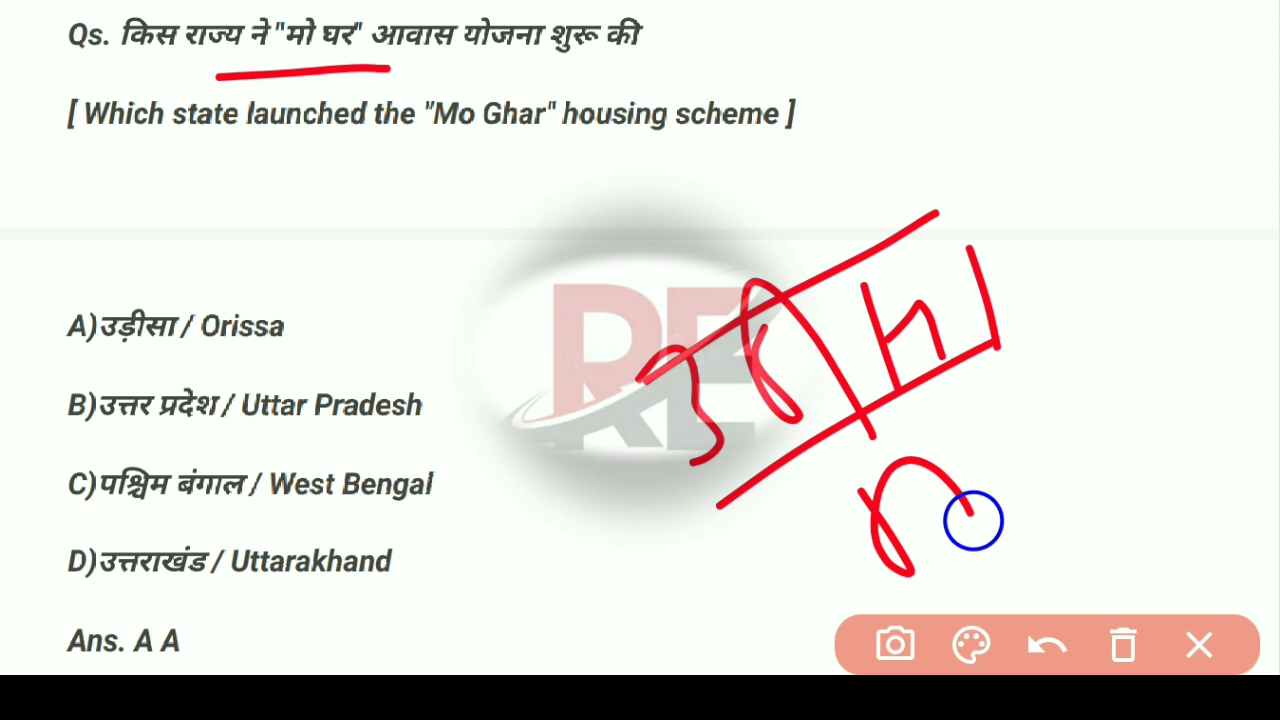 Qs. किस राज्य ने "मो घर" आवास योजना शुरू की
[ Which state launched the "Mo Ghar" housing scheme ]
A)उड़ीसा / Orissa
B)उत्तर प्रदेश / Uttar Pradesh
C)पश्चिम बंगाल / West Bengal
D)उत्तराखंड / Uttarakhand
Ans. A A
RE